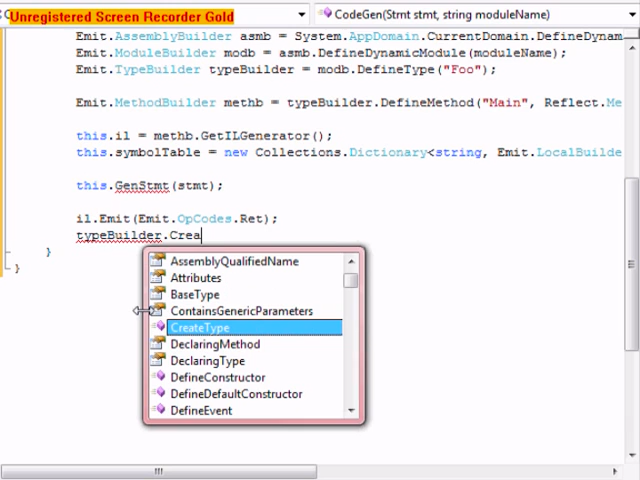 Unregistered Screen Recorder Gold
CodeGen(Stmt stmt, string moduleName)
Emit.AssemblyBuilder asmb = System.AppDomain.CurrentDomain.DefineDynam
Emit.ModuleBuilder modb = asmb.DefineDynamicModule(moduleName);
Emit.TypeBuilder typeBuilder = modb.DefineType("Foo");
Emit.MethodBuilder methb = typeBuilder.DefineMethod("Main", Reflect.Me
this.il = methb.GetILGenerator();
this.symbolTable = new Collections.Dictionary<string, Emit.LocalBuilde
this.GenStmt(stmt);
il.Emit(Emit.OpCodes.Ret);
typeBuilder.Crea
}
}
AssemblyQualifiedName
Attributes
BaseType
ContainsGenericParameters
CreateType
DeclaringMethod
DeclaringType
DefineConstructor
DefineDefaultConstructor
DefineEvent